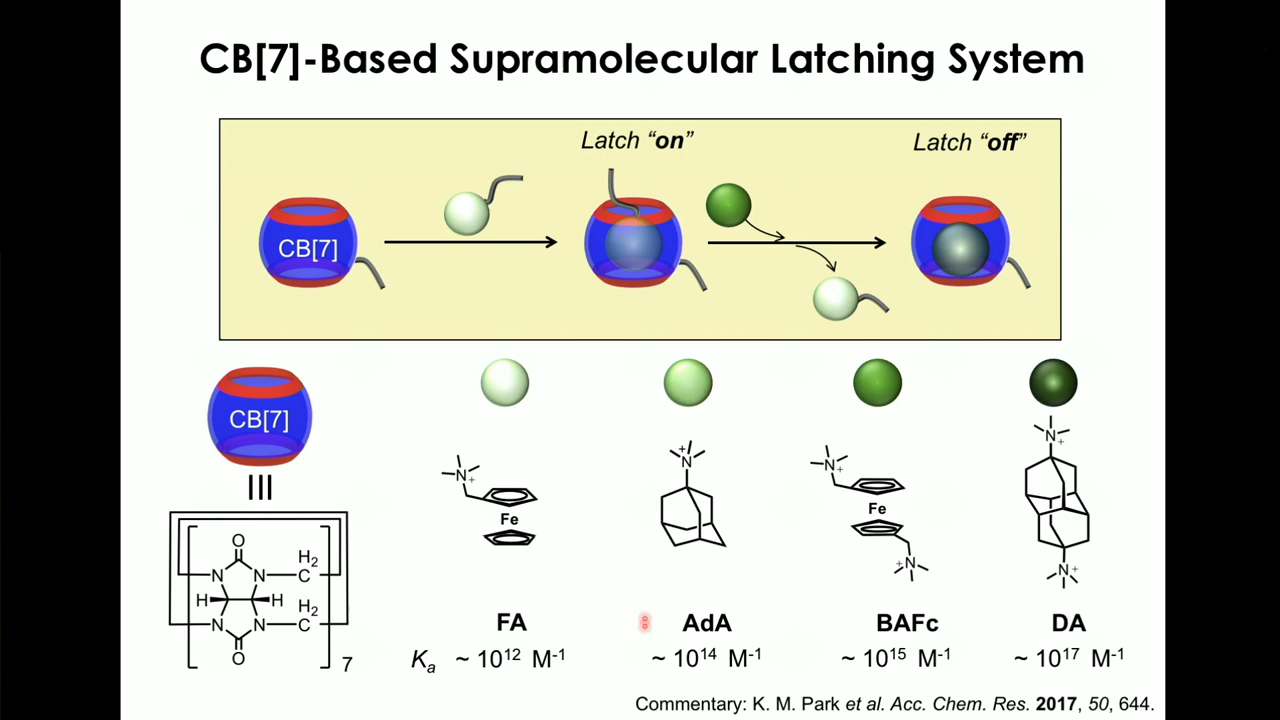 CB[7]-Based Supramolecular Latching System
Latch “on”
Latch “off”
CB[7]
CB[7]
O
H2
N N C
H H
H2
N N C
O
7
N+
Fe
N+
N+
Fe
N+
N+
N+
FA AdA BAFc DA
Ka ~ 10¹² M⁻¹ ~ 10¹⁴ M⁻¹ ~ 10¹⁵ M⁻¹ ~ 10¹⁷ M⁻¹
Commentary: K. M. Park et al. Acc. Chem. Res. 2017, 50, 644.